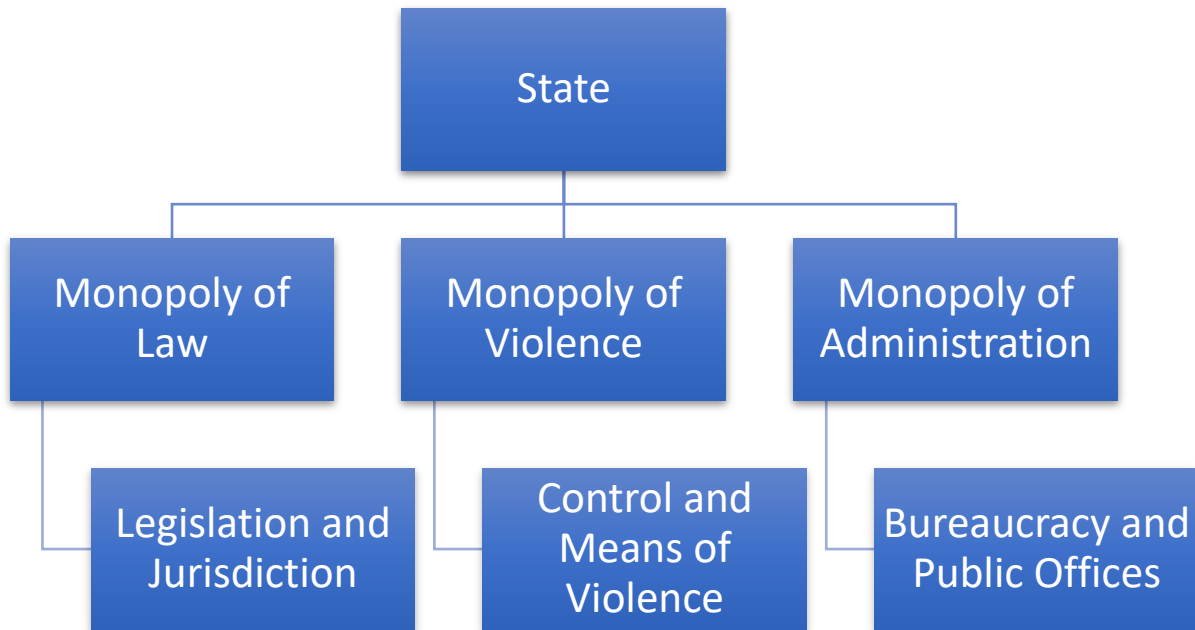 State
Monopoly of
Law
Monopoly of
Violence
Monopoly of
Administration
Legislation and
Jurisdiction
Control and
Means of
Violence
Bureaucracy and
Public Offices